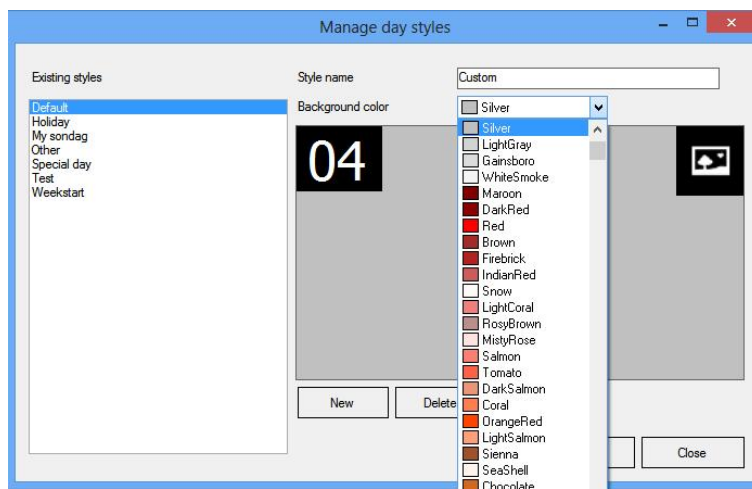 Manage day styles
Existing styles
Style name
Custom
Default
Holiday
My sondag
Other
Special day
Test
Weekstart
Background color
Silver
04
Silver
LightGray
Gainsboro
WhiteSmoke
Maroon
DarkRed
Red
Brown
Firebrick
IndianRed
Snow
LightCoral
RosyBrown
MistyRose
Salmon
Tomato
DarkSalmon
Coral
OrangeRed
LightSalmon
Sienna
SeaShell
Chocolate
New
Delete
Close